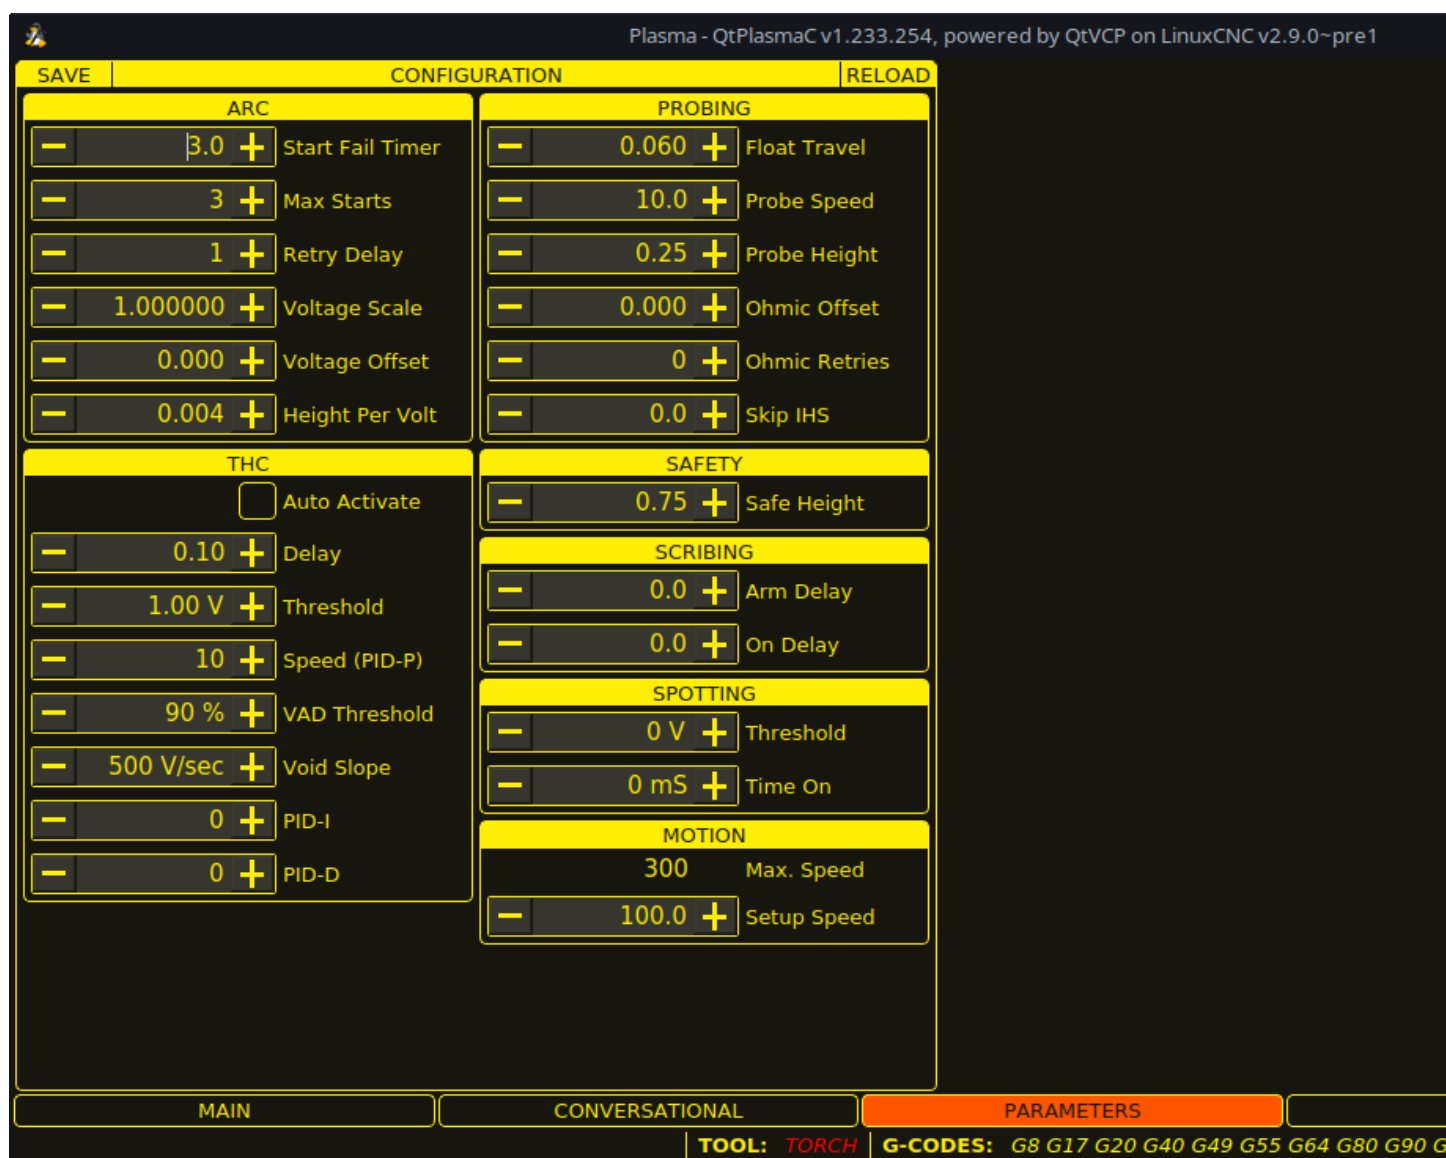 Plasma - QtPlasmaC v1.233.254, powered by QtVCP on LinuxCNC v2.9.0~pre1
SAVE CONFIGURATION RELOAD
ARC
3.0 Start Fail Timer
3 Max Starts
1 Retry Delay
1.000000 Voltage Scale
0.000 Voltage Offset
0.004 Height Per Volt
THC
Auto Activate
0.10 Delay
1.00 V Threshold
10 Speed (PID-P)
90 % VAD Threshold
500 V/sec Void Slope
0 PID-I
0 PID-D
PROBING
0.060 Float Travel
10.0 Probe Speed
0.25 Probe Height
0.000 Ohmic Offset
0 Ohmic Retries
0.0 Skip IHS
SAFETY
0.75 Safe Height
SCRIBING
0.0 Arm Delay
0.0 On Delay
SPOTTING
0 V Threshold
0 mS Time On
MOTION
300 Max. Speed
100.0 Setup Speed
MAIN CONVERSATIONAL PARAMETERS
TOOL: TORCH G-CODES: G8 G17 G20 G40 G49 G55 G64 G80 G90 G